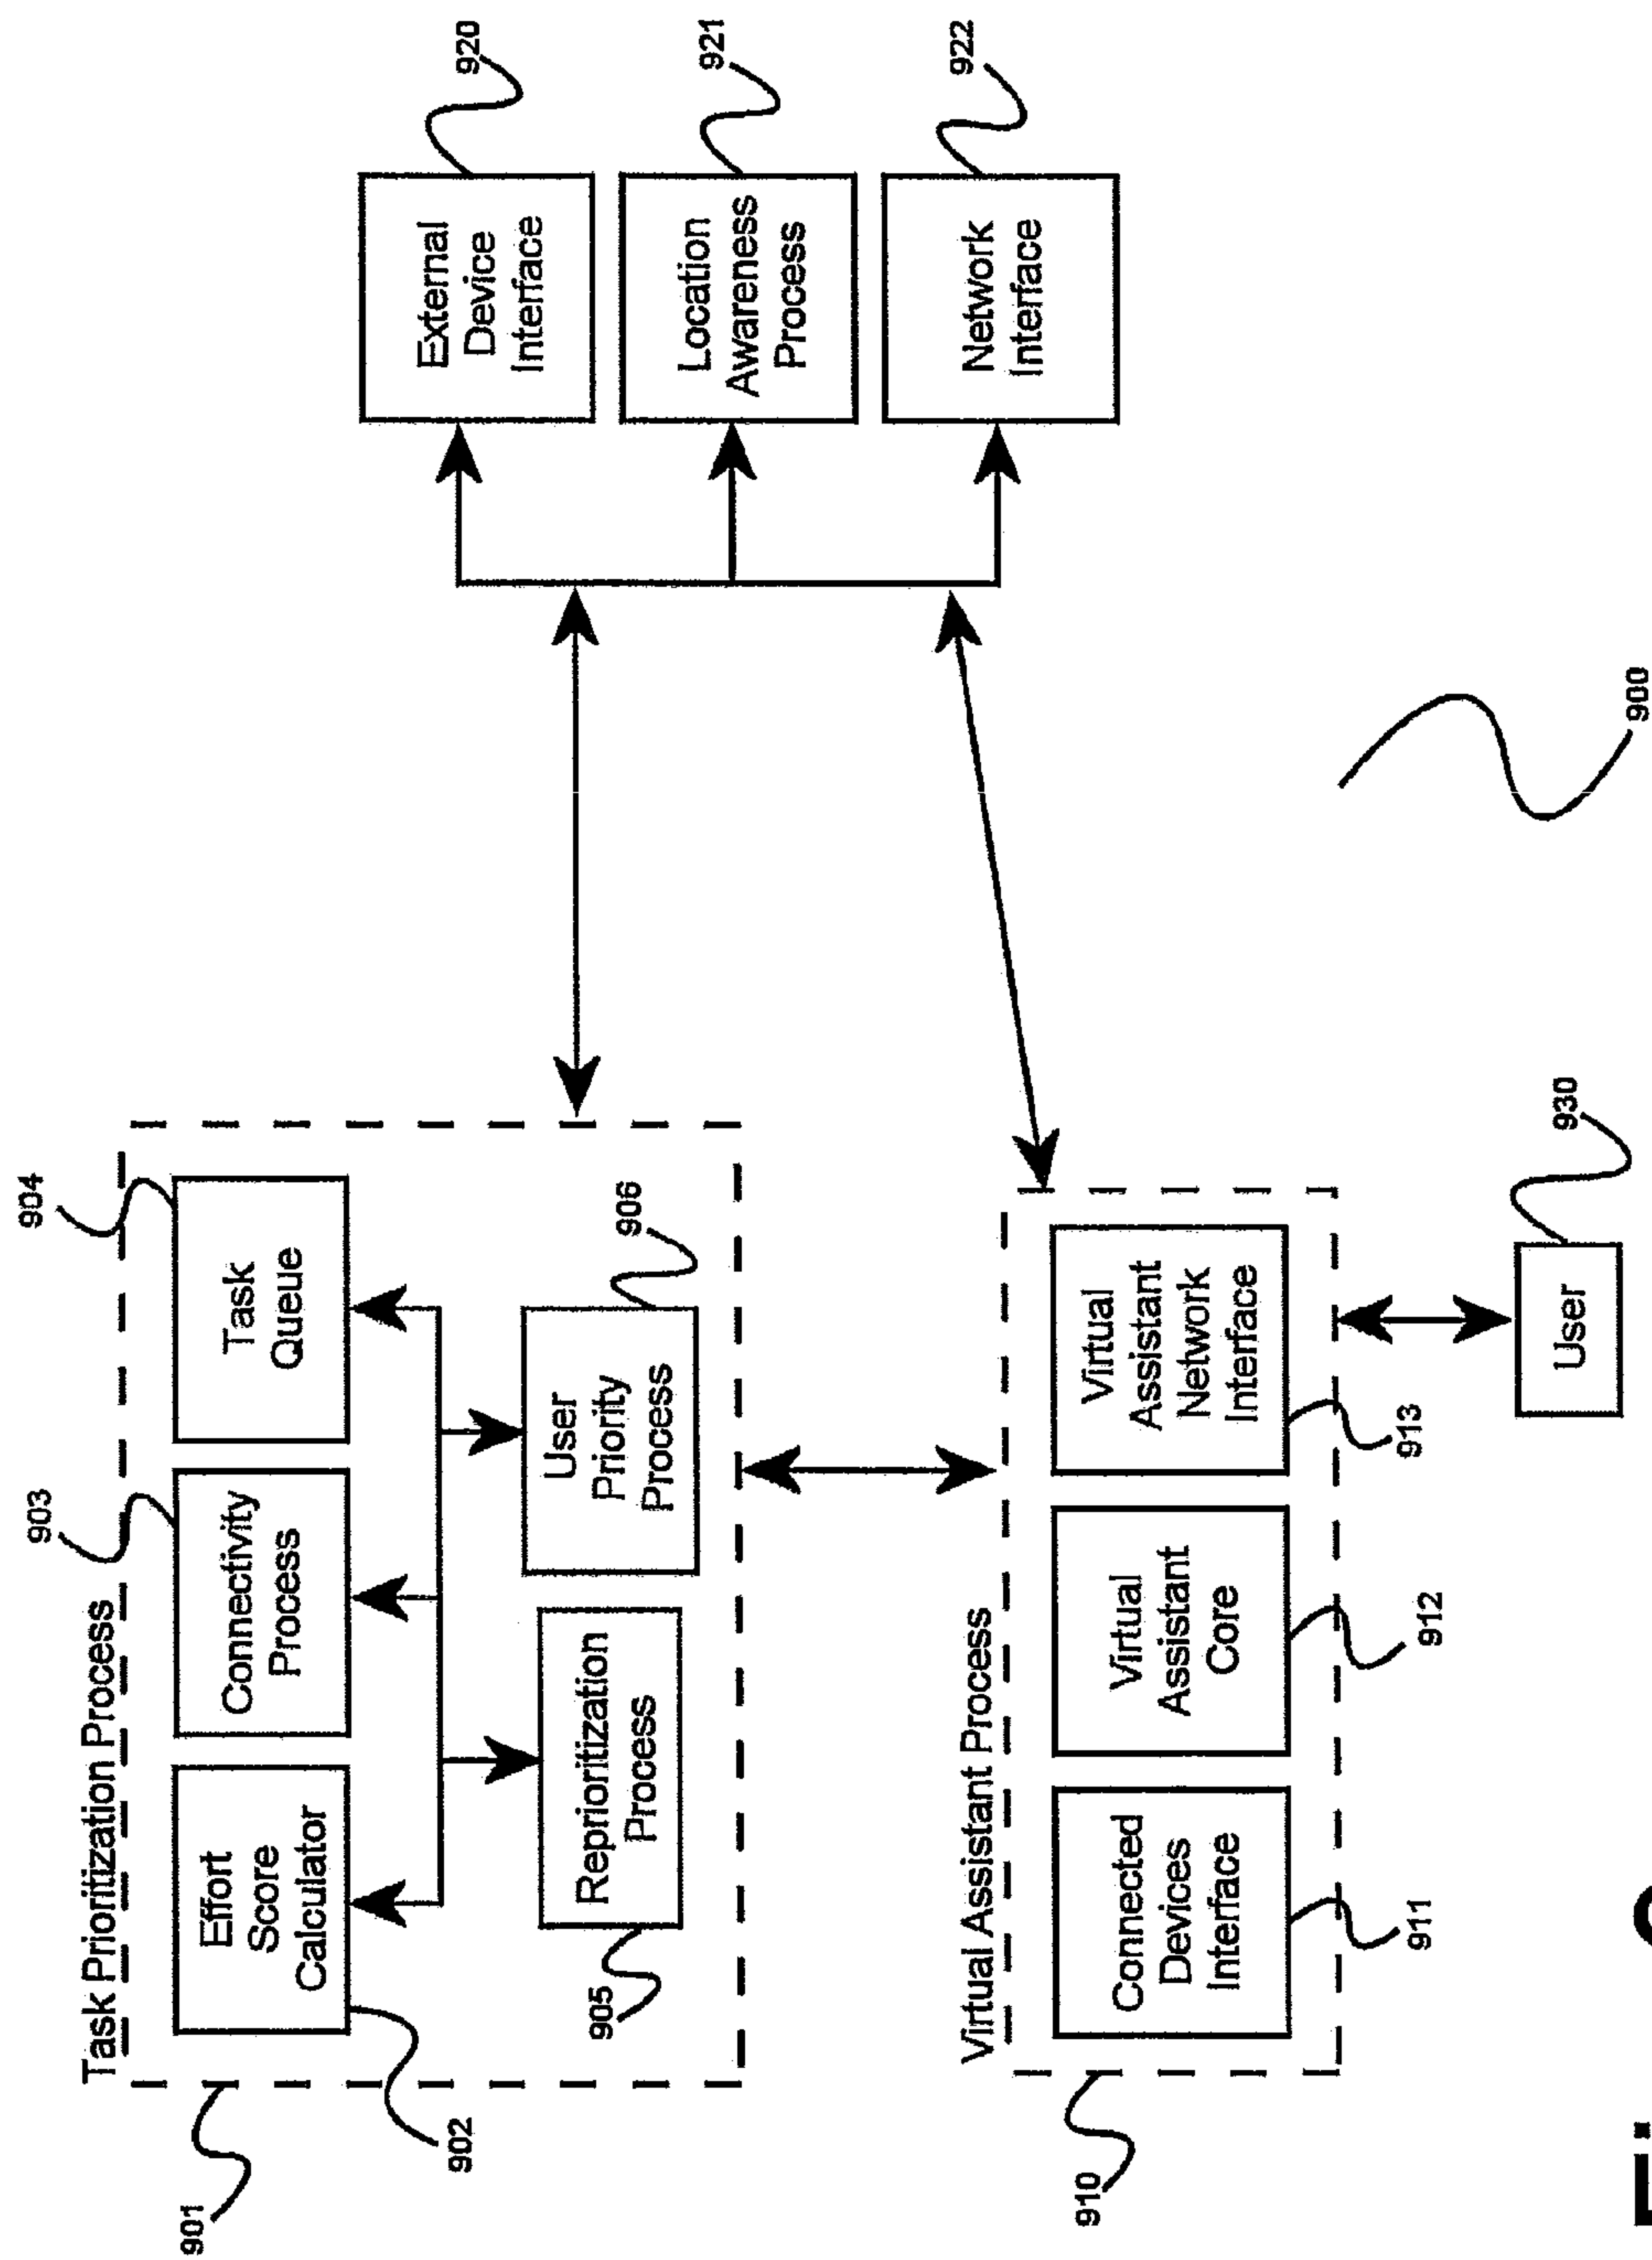 Task Prioritization Process
901
902
903
904
Effort
Score
Calculator
Connectivity
Process
Task
Queue
Reprioritization
Process
905
User
Priority
Process
906
External
Device
Interface
920
Location
Awareness
Process
921
Network
Interface
922
Virtual Assistant Process
910
Connected
Devices
Interface
911
Virtual
Assistant
Core
912
Virtual
Assistant
Network
Interface
913
User
930
900